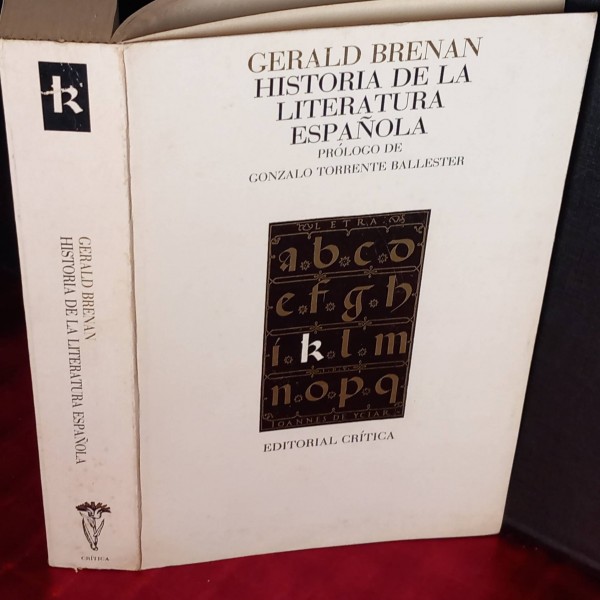 GERALD BRENAN
HISTORIA DE LA
LITERATURA
ESPAÑOLA
PRÓLOGO DE
GONZALO TORRENTE BALLESTER
LETRA
a.b.c.d
e.f.g.h
i.k.l.m
n.o.p.q
IOANNES DE YCIAR
EDITORIAL CRÍTICA
k
GERALD BRENAN
HISTORIA DE LA LITERATURA ESPAÑOLA
CRÍTICA